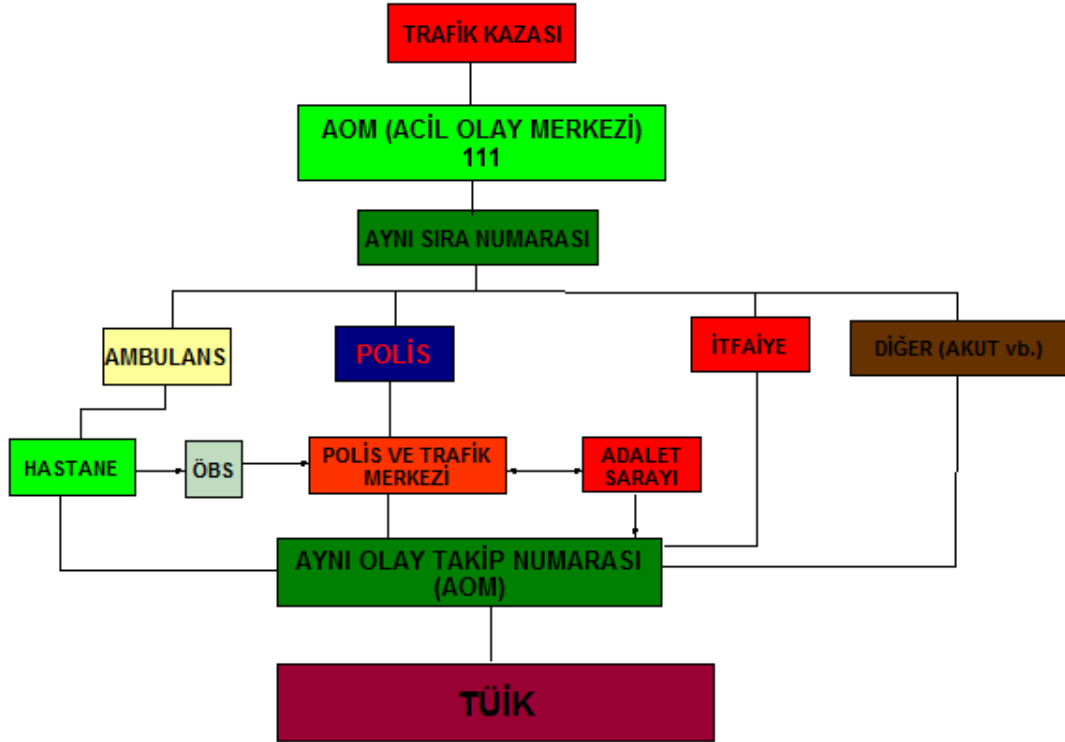 TRAFİK KAZASI
AOM (ACİL OLAY MERKEZİ)
111
AYNI SIRA NUMARASI
AMBULANS
POLİS
İTFAİYE
DİĞER (AKUT vb.)
HASTANE
ÖBS
POLİS VE TRAFİK
MERKEZİ
ADALET
SARAYI
AYNI OLAY TAKİP NUMARASI
(AOM)
TÜİK